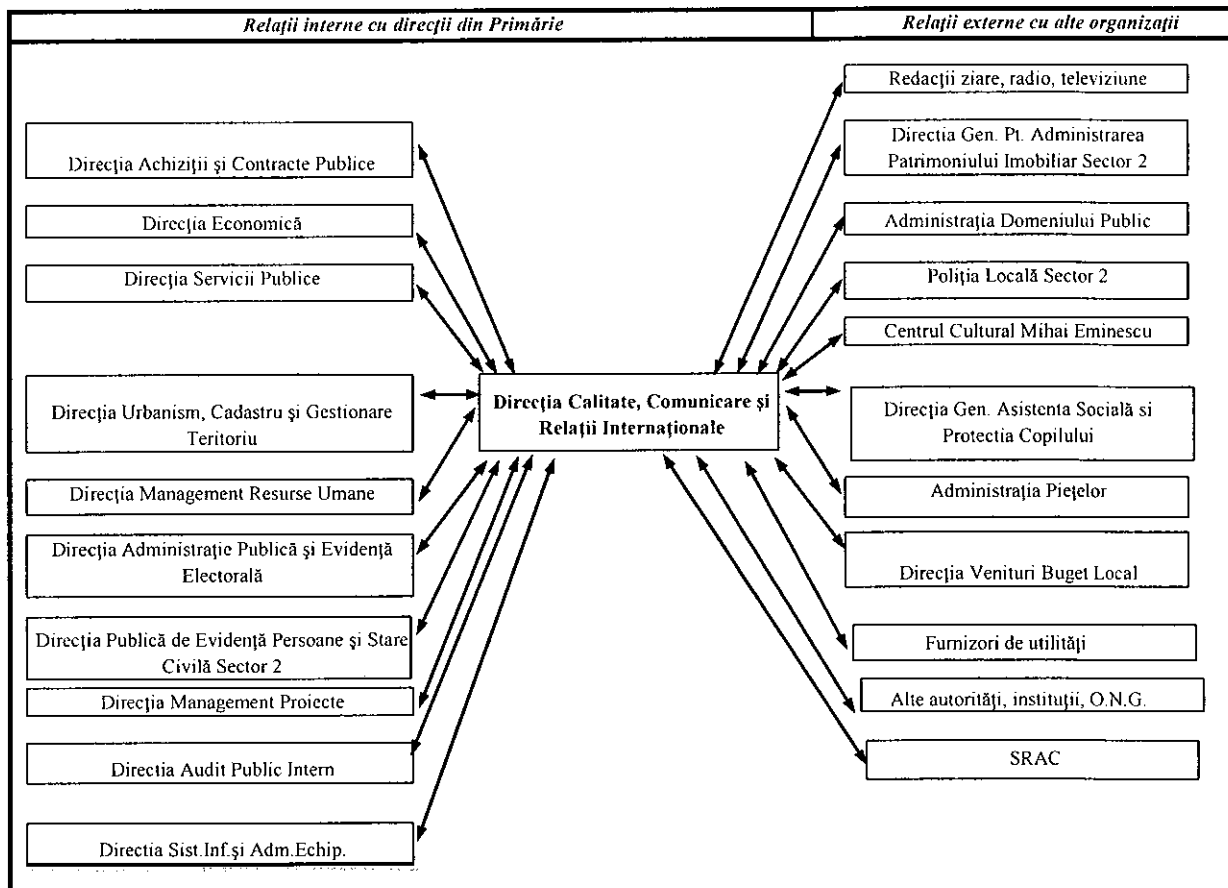 Relații interne cu direcții din Primărie
Relații externe cu alte organizații
Direcția Achiziții și Contracte Publice
Direcția Economică
Direcția Servicii Publice
Direcția Urbanism, Cadastru și Gestionare
Teritoriu
Direcția Management Resurse Umane
Direcția Administrație Publică și Evidență
Electorală
Direcția Publică de Evidență Persoane și Stare
Civilă Sector 2
Direcția Management Proiecte
Directia Audit Public Intern
Directia Sist.Inf.și Adm.Echip.
Direcția Calitate, Comunicare și
Relații Internaționale
Redacții ziare, radio, televiziune
Directia Gen. Pt. Administrarea
Patrimoniului Imobiliar Sector 2
Administrația Domeniului Public
Poliția Locală Sector 2
Centrul Cultural Mihai Eminescu
Direcția Gen. Asistenta Socială si
Protectia Copilului
Administrația Piețelor
Direcția Venituri Buget Local
Furnizori de utilități
Alte autorități, instituții, O.N.G.
SRAC